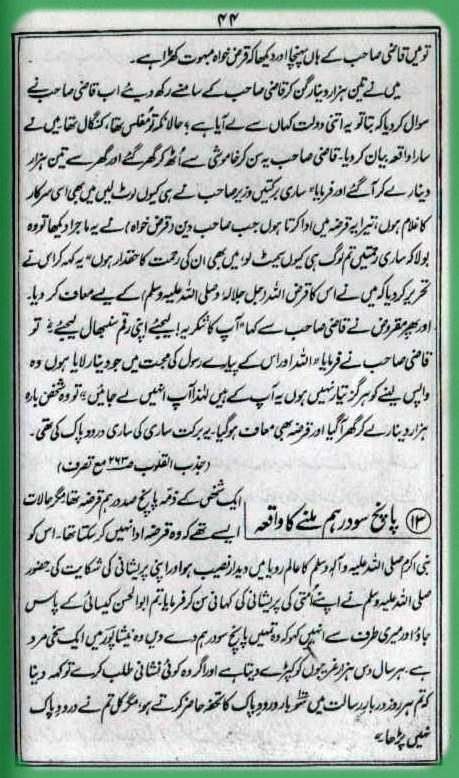 ۴۴
تو میں قاضی صاحب کے ہاں پہنچا اور دیکھا کہ قرض خواہ مبہوت کھڑا ہے۔
میں نے تین ہزار دینار گن کر قاضی صاحب کے سامنے رکھ دیئے اب قاضی صاحب نے
سوال کر دیا کہ بتا تو یہ اتنی دولت کہاں سے لے آیا ہے؟ حالانکہ تو مفلس تھا، کنگال تھا، میں نے
سارا واقعہ بیان کر دیا۔ قاضی صاحب یہ سن کر خاموشی سے اُٹھ کر گھر گئے اور گھر سے تین ہزار
دینار لے کر آ گئے اور فرمایا "ساری برکتیں وزیر صاحب نے ہی کیوں لوٹ لیں میں بھی اسی سرکار
کا غلام ہوں، تیرا یہ قرضہ میں ادا کرتا ہوں جب صاحب دین (قرض خواہ) نے یہ ماجرا دیکھا تو وہ
بولا کہ ساری رحمتیں تم لوگ ہی کیوں سمیٹ لو، میں بھی ان کی رحمت کا حقدار ہوں" یہ کہہ کر اس نے
تحریر کر دیا کہ میں نے اس کا قرض اللہ (جل جلالہ، وصلی اللہ علیہ وسلم) کے لیے معاف کر دیا۔
اور پھر مقروض نے قاضی صاحب سے کہا "آپ کا شکریہ! لیجئے اپنی رقم سنبھال لیجئے" تو
قاضی صاحب نے فرمایا "اللہ اور اس کے پیارے رسول کی محبت میں جو دینار لایا ہوں وہ
واپس لینے کو ہرگز تیار نہیں ہوں یہ آپ کے ہیں لہٰذا آپ انہیں لے جائیں" تو وہ شخص بارہ
ہزار دینار لے کر گھر آ گیا اور قرضہ بھی معاف ہو گیا۔ یہ برکت ساری کی ساری درود پاک کی تھی۔
(جذب القلوب صـ ۲۶۳ مع تصرف)
۱۳ پانچ سو درہم ملنے کا واقعہ
ایک شخص کے ذمہ پانچ صد درہم قرضہ تھا، مگر حالات
ایسے تھے کہ وہ قرضہ ادا نہیں کر سکتا تھا۔ اس کو
نبی اکرم صلی اللہ علیہ وآلہ وسلم کا عالم رویا میں دیدار نصیب ہوا اور اپنی پریشانی کی شکایت کی حضور
صلی اللہ علیہ وسلم نے اپنے اُمتی کی پریشانی کی کہانی سن کر فرمایا، تم ابوالحسن کیسائی کے پاس
جاؤ اور میری طرف سے انہیں کہو کہ وہ تمہیں پانچ سو درہم دے دیں وہ نیشاپور میں ایک سخی مرد
ہے، ہر سال دس ہزار غریبوں کو کپڑے دیتا ہے اور اگر وہ کوئی نشانی طلب کرے تو کہہ دینا
کہ تم ہر روز دربار رسالت میں سَو بار درود پاک کا تحفہ حاضر کرتے ہو؛ مگر کل تم نے درود پاک
نہیں پڑھا۔"